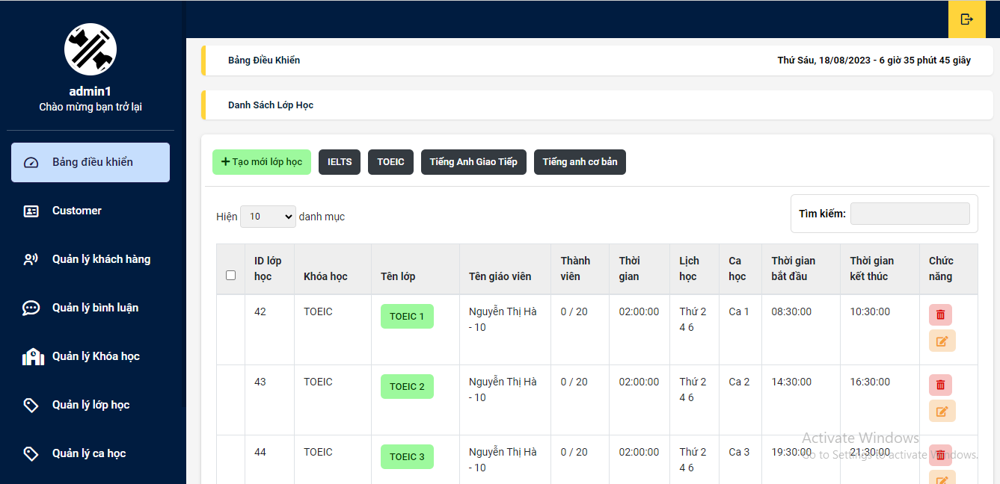 admin1
Chào mừng bạn trở lại
Bảng điều khiển
Customer
Quản lý khách hàng
Quản lý bình luận
Quản lý Khóa học
Quản lý lớp học
Quản lý ca học
Bảng Điều Khiển
Thứ Sáu, 18/08/2023 - 6 giờ 35 phút 45 giây
Danh Sách Lớp Học
Tạo mới lớp học
IELTS
TOEIC
Tiếng Anh Giao Tiếp
Tiếng anh cơ bản
Hiện 10 danh mục
Tìm kiếm:
ID lớp
học
Khóa học
Tên lớp
Tên giáo viên
Thành
viên
Thời
gian
Lịch
học
Ca
học
Thời gian
bắt đầu
Thời gian
kết thúc
Chức
năng
42
TOEIC
TOEIC 1
Nguyễn Thị Hà
- 10
0 / 20
02:00:00
Thứ 2
4 6
Ca 1
08:30:00
10:30:00
43
TOEIC
TOEIC 2
Nguyễn Thị Hà
- 10
0 / 20
02:00:00
Thứ 2
4 6
Ca 2
14:30:00
16:30:00
44
TOEIC
TOEIC 3
Nguyễn Thị Hà
- 10
0 / 20
02:00:00
Thứ 2
4 6
Ca 3
19:30:00
21:30:00
Activate Windows
Go to Settings to activate Windows.